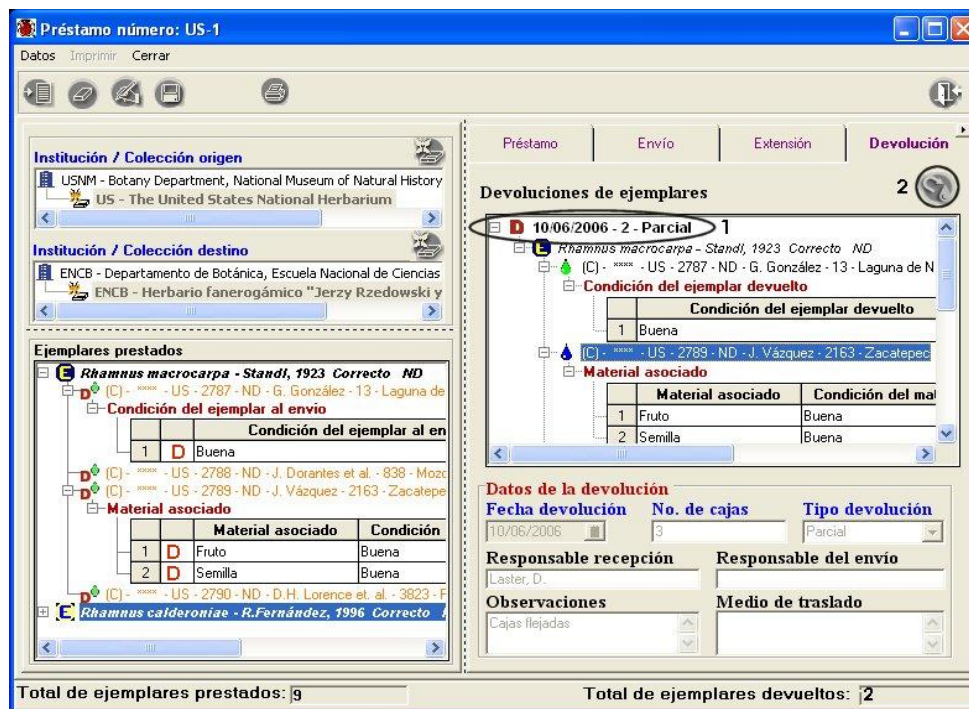 Préstamo número: US-1
Datos Imprimir Cerrar
Institución / Colección origen
USNM - Botany Department, National Museum of Natural History
US - The United States National Herbarium
Institución / Colección destino
ENCB - Departamento de Botánica, Escuela Nacional de Ciencias
ENCB - Herbario fanerogámico "Jerzy Rzedowski y
Ejemplares prestados
E Rhamnus macrocarpa - Standl, 1923 Correcto ND
D (C) - **** - US - 2787 - ND - G. González - 13 - Laguna de
Condición del ejemplar al envío
Condición del ejemplar al en
1 D Buena
D (C) - **** - US - 2788 - ND - J. Dorantes et al. - 838 - Mozo
D (C) - **** - US - 2789 - ND - J. Vázquez - 2163 - Zacatepe
Material asociado
Material asociado Condición
1 D Fruto Buena
2 D Semilla Buena
D (C) - **** - US - 2790 - ND - D.H. Lorence et. al. - 3823 - F
E Rhamnus calderoniae - R.Fernández, 1996 Correcto
Préstamo Envío Extensión Devolución
Devoluciones de ejemplares 2
D 10/06/2006 - 2 - Parcial 1
E Rhamnus macrocarpa - Standl, 1923 Correcto ND
(C) - **** - US - 2787 - ND - G. González - 13 - Laguna de N
Condición del ejemplar devuelto
Condición del ejemplar devuelto
1 Buena
(C) - **** - US - 2789 - ND - J. Vázquez - 2163 - Zacatepec
Material asociado
Material asociado Condición del mat
1 Fruto Buena
2 Semilla Buena
Datos de la devolución
Fecha devolución No. de cajas Tipo devolución
10/06/2006 3 Parcial
Responsable recepción Responsable del envío
Laster, D.
Observaciones Medio de traslado
Cajas flejadas
Total de ejemplares prestados: 9 Total de ejemplares devueltos: 2